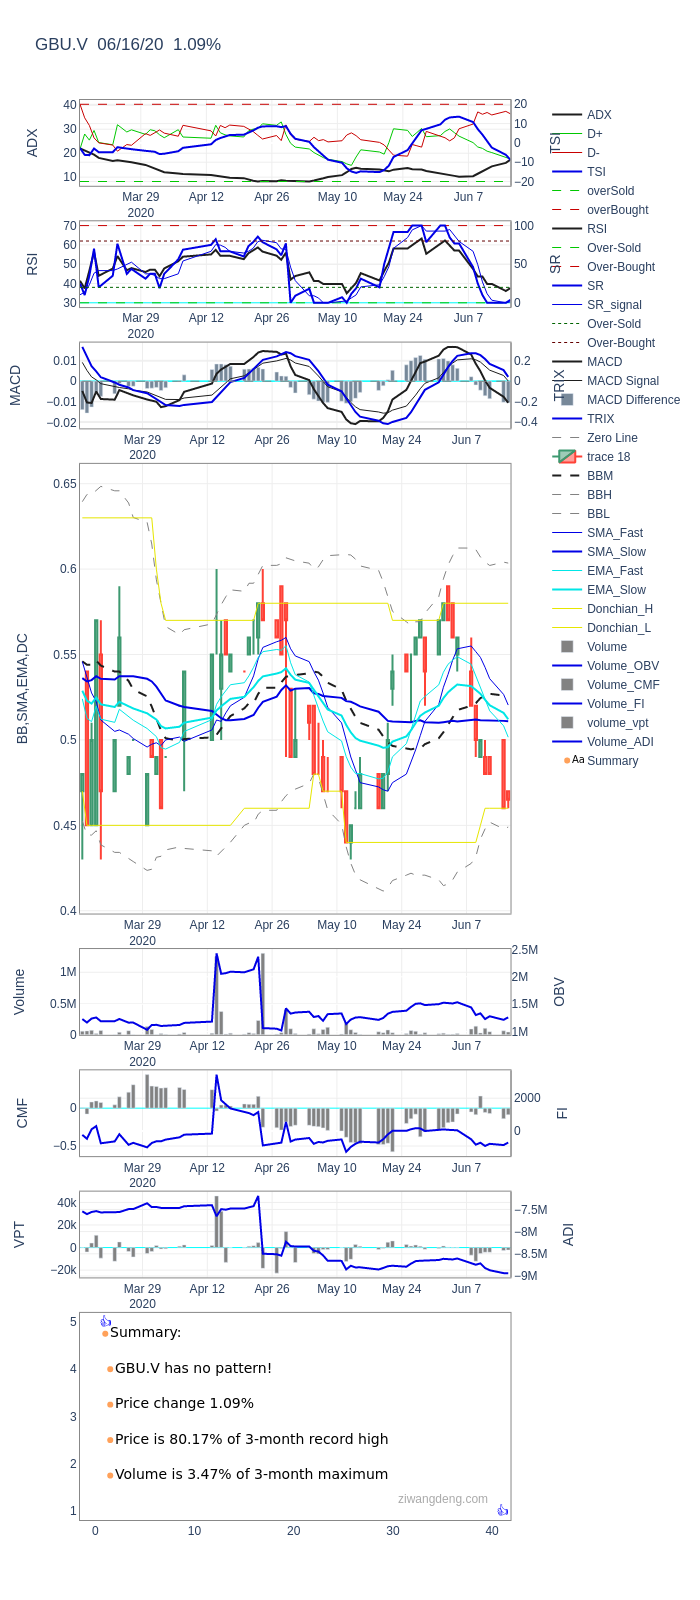 GBU.V 06/16/20 1.09%
40
30
20
10
ADX
20
10
0
−10
−20
TSI
Mar 29
2020
Apr 12
Apr 26
May 10
May 24
Jun 7
70
60
50
40
30
RSI
100
50
0
SR
Mar 29
2020
Apr 12
Apr 26
May 10
May 24
Jun 7
0.01
0
−0.01
−0.02
MACD
0.2
0
−0.2
−0.4
TRIX
Mar 29
2020
Apr 12
Apr 26
May 10
May 24
Jun 7
0.65
0.6
0.55
0.5
0.45
0.4
BB,SMA,EMA,DC
Mar 29
2020
Apr 12
Apr 26
May 10
May 24
Jun 7
1M
0.5M
0
Volume
2.5M
2M
1.5M
1M
OBV
Mar 29
2020
Apr 12
Apr 26
May 10
May 24
Jun 7
0
−0.5
CMF
2000
0
FI
Mar 29
2020
Apr 12
Apr 26
May 10
May 24
Jun 7
40k
20k
0
−20k
VPT
−7.5M
−8M
−8.5M
−9M
ADI
Mar 29
2020
Apr 12
Apr 26
May 10
May 24
Jun 7
5
4
3
2
1
Summary:
GBU.V has no pattern!
Price change 1.09%
Price is 80.17% of 3-month record high
Volume is 3.47% of 3-month maximum
ziwangdeng.com
0
10
20
30
40
ADX
D+
D-
TSI
overSold
overBought
RSI
Over-Sold
Over-Bought
SR
SR_signal
Over-Sold
Over-Bought
MACD
MACD Signal
MACD Difference
TRIX
Zero Line
trace 18
BBM
BBH
BBL
SMA_Fast
SMA_Slow
EMA_Fast
EMA_Slow
Donchian_H
Donchian_L
Volume
Volume_OBV
Volume_CMF
Volume_FI
volume_vpt
Volume_ADI
Aa Summary